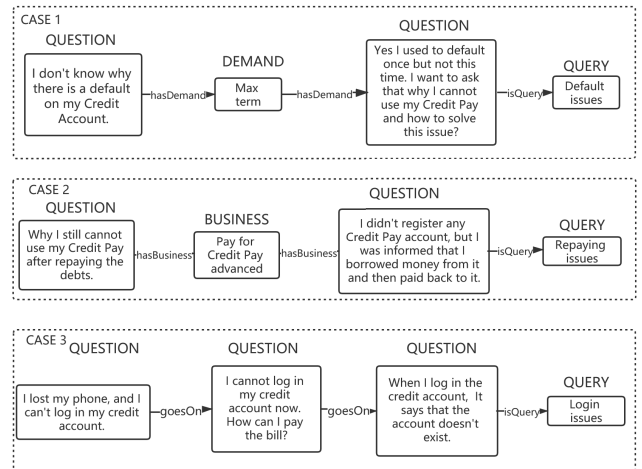 CASE 1
QUESTION
I don't know why
there is a default
on my Credit
Account.
hasDemand
DEMAND
Max
term
hasDemand
QUESTION
Yes I used to default
once but not this
time. I want to ask
that why I cannot
use my Credit Pay
and how to solve
this issue?
isQuery
QUERY
Default
issues
CASE 2
QUESTION
Why I still cannot
use my Credit Pay
after repaying the
debts.
hasBusiness
BUSINESS
Pay for
Credit Pay
advanced
hasBusiness
QUESTION
I didn't register any
Credit Pay account, but I
was informed that I
borrowed money from it
and then paid back to it.
isQuery
QUERY
Repaying
issues
CASE 3
QUESTION
I lost my phone, and I
can't log in my credit
account.
goesOn
QUESTION
I cannot log in
my credit
account now.
How can I pay
the bill?
goesOn
QUESTION
When I log in the
credit account, It
says that the
account doesn't
exist.
isQuery
QUERY
Login
issues